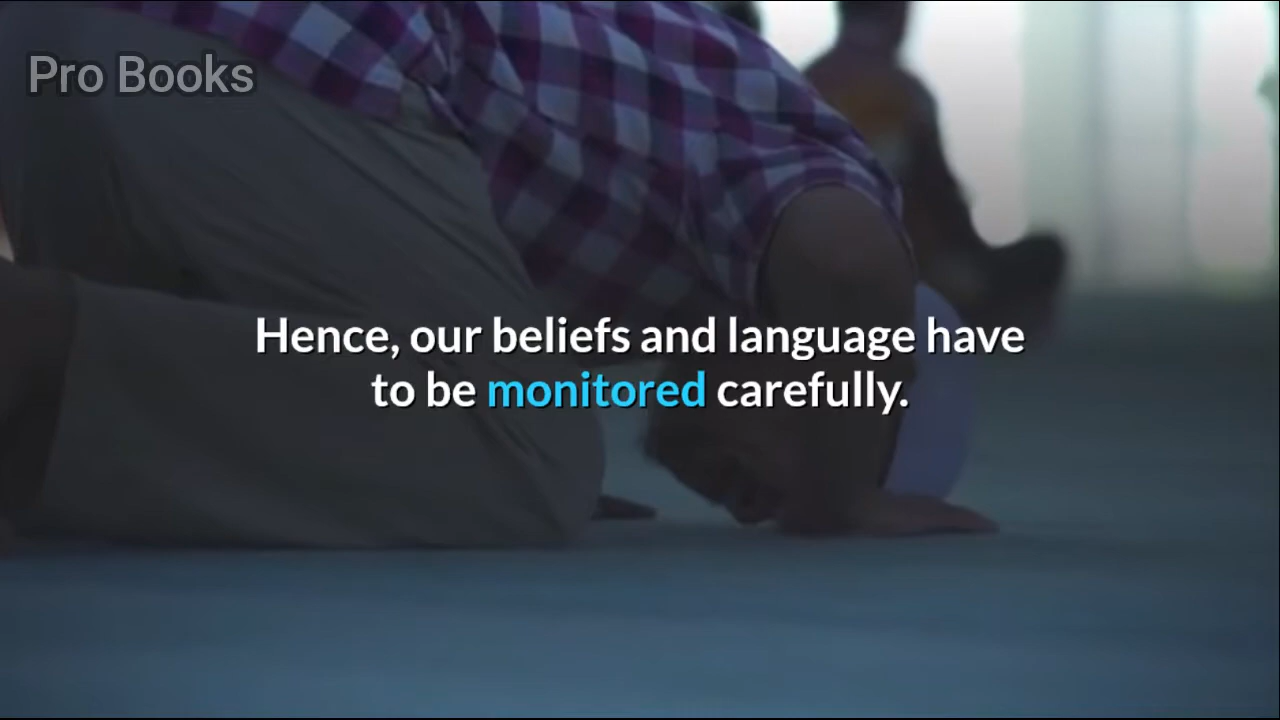 Pro Books
Hence, our beliefs and language have
to be monitored carefully.